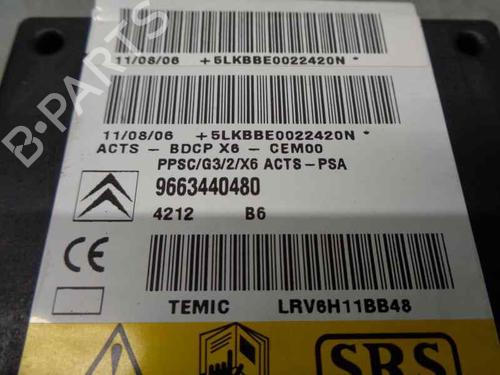 11/08/06 +5LKBBE0022420N *
11/08/06 +5LKBBE0022420N *
ACTS - BDCP X6 - CEM00
PPSC/G3/2/X6 ACTS-PSA
9663440480
4212 B6
CE
TEMIC LRV6H11BB48
SRS
B-PARTS